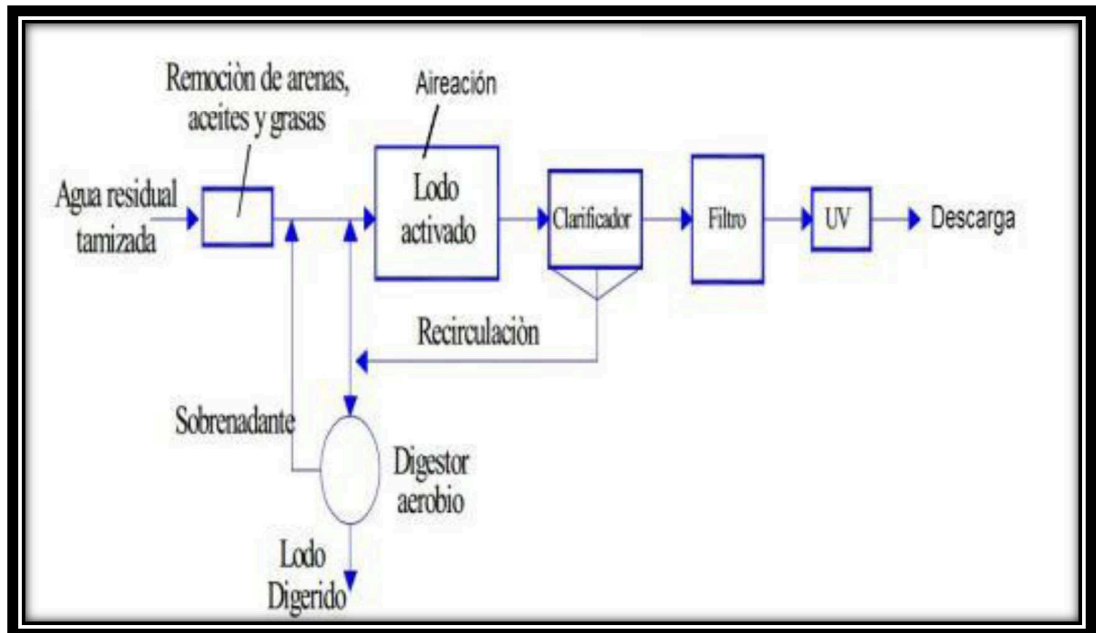 Remociòn de arenas,
aceites y grasas
Aireación
Agua residual
tamizada
Lodo
activado
Clarificador
Filtro
UV
Descarga
Recirculaciòn
Sobrenadante
Digestor
aerobio
Lodo
Digerido